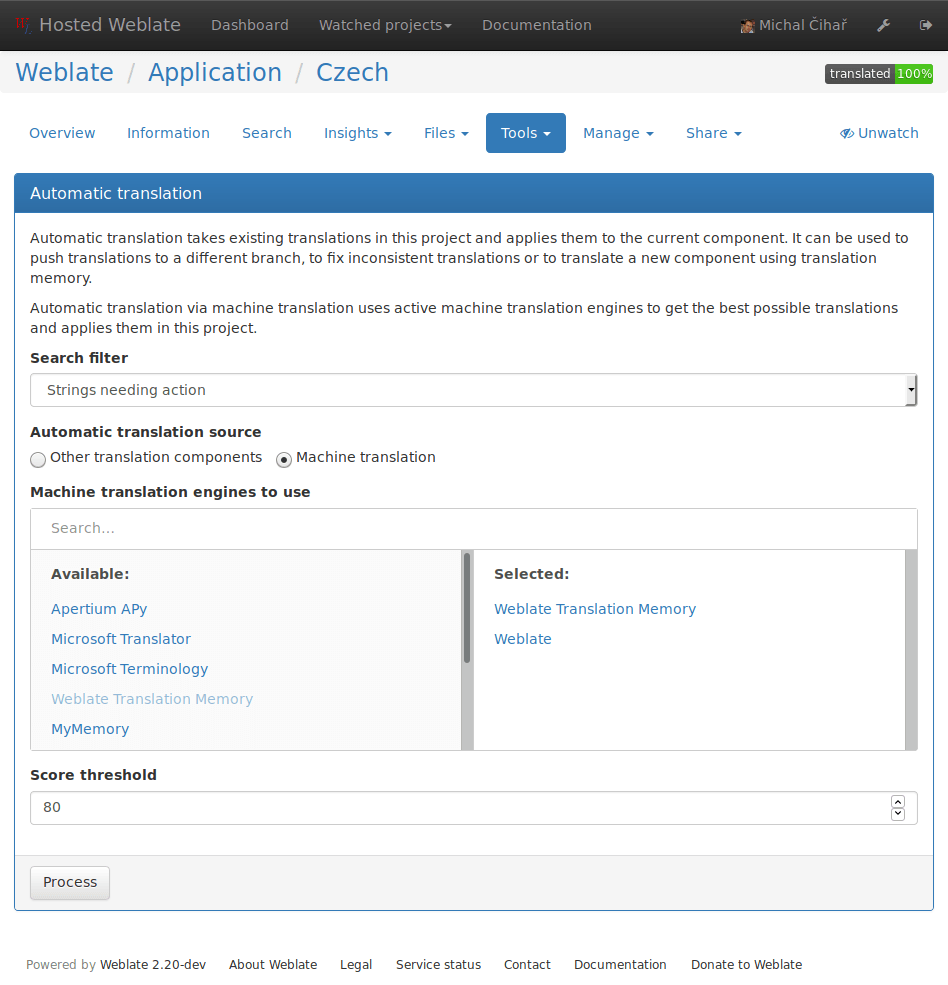 Hosted Weblate Dashboard Watched projects Documentation Michal Čihař
Weblate / Application / Czech translated 100%
Overview Information Search Insights Files Tools Manage Share Unwatch
Automatic translation
Automatic translation takes existing translations in this project and applies them to the current component. It can be used to
push translations to a different branch, to fix inconsistent translations or to translate a new component using translation
memory.
Automatic translation via machine translation uses active machine translation engines to get the best possible translations
and applies them in this project.
Search filter
Strings needing action
Automatic translation source
Other translation components Machine translation
Machine translation engines to use
Search...
Available:
Apertium APy
Microsoft Translator
Microsoft Terminology
Weblate Translation Memory
MyMemory
Selected:
Weblate Translation Memory
Weblate
Score threshold
80
Process
Powered by Weblate 2.20-dev About Weblate Legal Service status Contact Documentation Donate to Weblate